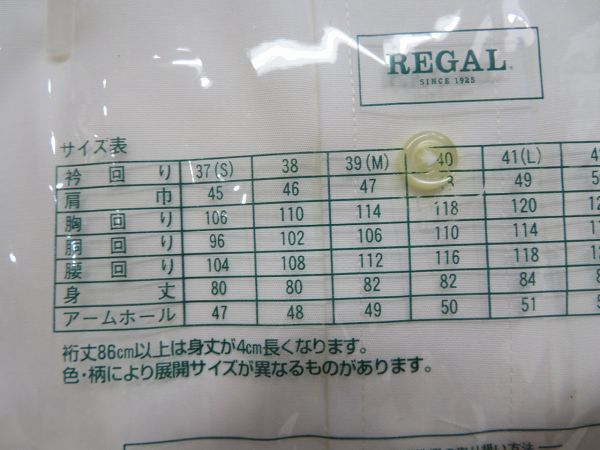 REGAL
SINCE 1925
サイズ表
衿回り 37(S) 38 39(M) 40 41(L)
肩巾 45 46 47 49
胸回り 106 110 114 118 120
胴回り 96 102 106 110 114
腰回り 104 108 112 116 118
身丈 80 80 82 82 84
アームホール 47 48 49 50 51
裄丈86cm以上は身丈が4cm長くなります。
色・柄により展開サイズが異なるものがあります。